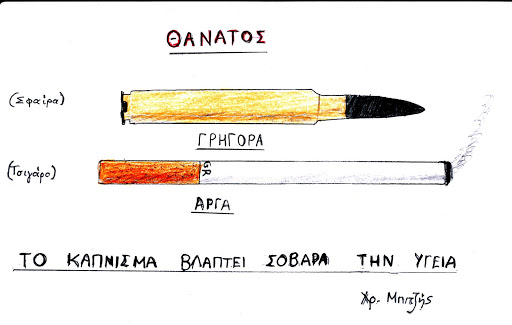 ΘΑΝΑΤΟΣ
(Σφαίρα)
ΓΡΗΓΟΡΑ
(Τσιγάρο)
GR
ΑΡΓΑ
ΤΟ ΚΑΠΝΙΣΜΑ ΒΛΑΠΤΕΙ ΣΟΒΑΡΑ ΤΗΝ ΥΓΕΙΑ
Χρ. Μπιτζής